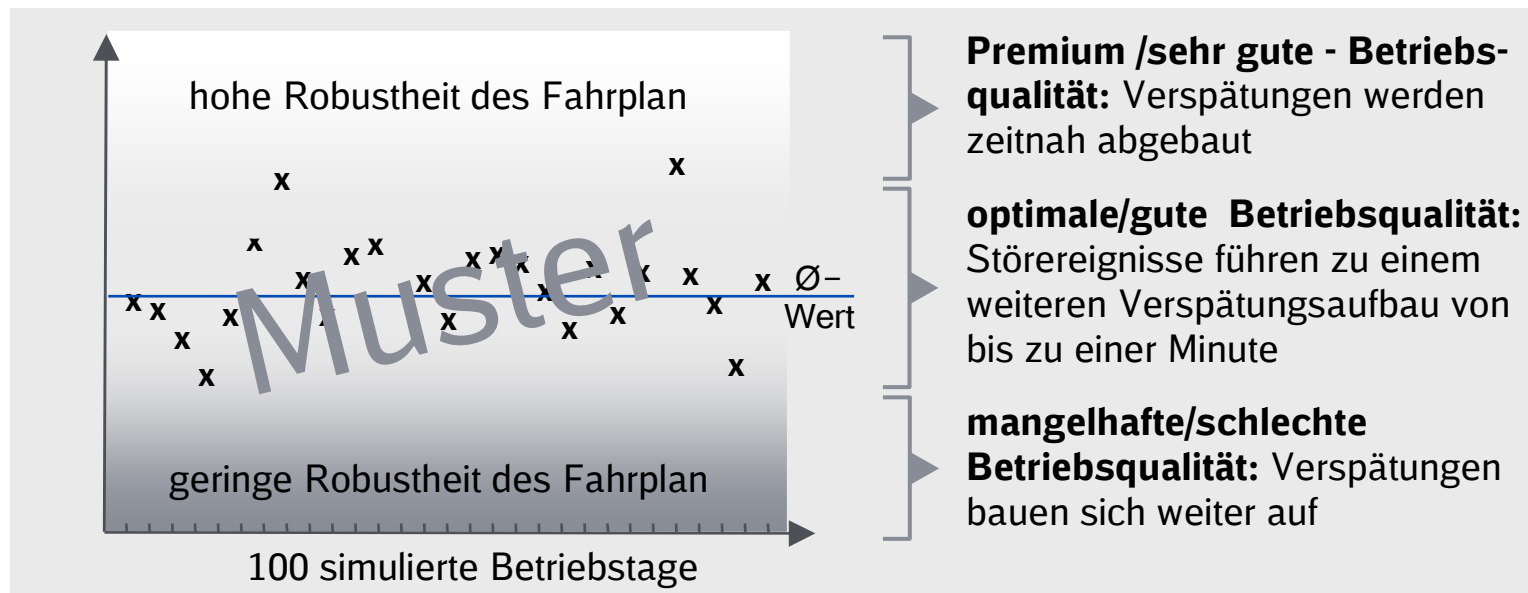 hohe Robustheit des Fahrplan
Muster
Ø–
Wert
geringe Robustheit des Fahrplan
100 simulierte Betriebstage
Premium /sehr gute - Betriebs-
qualität: Verspätungen werden
zeitnah abgebaut
optimale/gute Betriebsqualität:
Störereignisse führen zu einem
weiteren Verspätungsaufbau von
bis zu einer Minute
mangelhafte/schlechte
Betriebsqualität: Verspätungen
bauen sich weiter auf